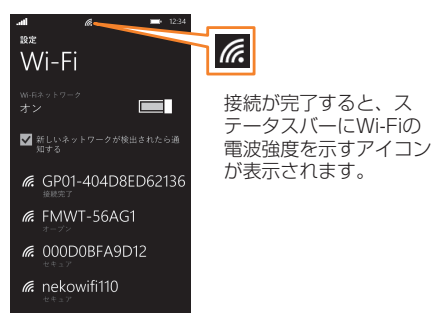 12:34
設定
Wi-Fi
Wi-Fiネットワーク
オン
新しいネットワークが検出されたら通
知する
GP01-404D8ED62136
接続完了
FMWT-56AG1
オープン
000D0BFA9D12
セキュア
nekowifi110
セキュア
接続が完了すると、ス
テータスバーにWi-Fiの
電波強度を示すアイコン
が表示されます。